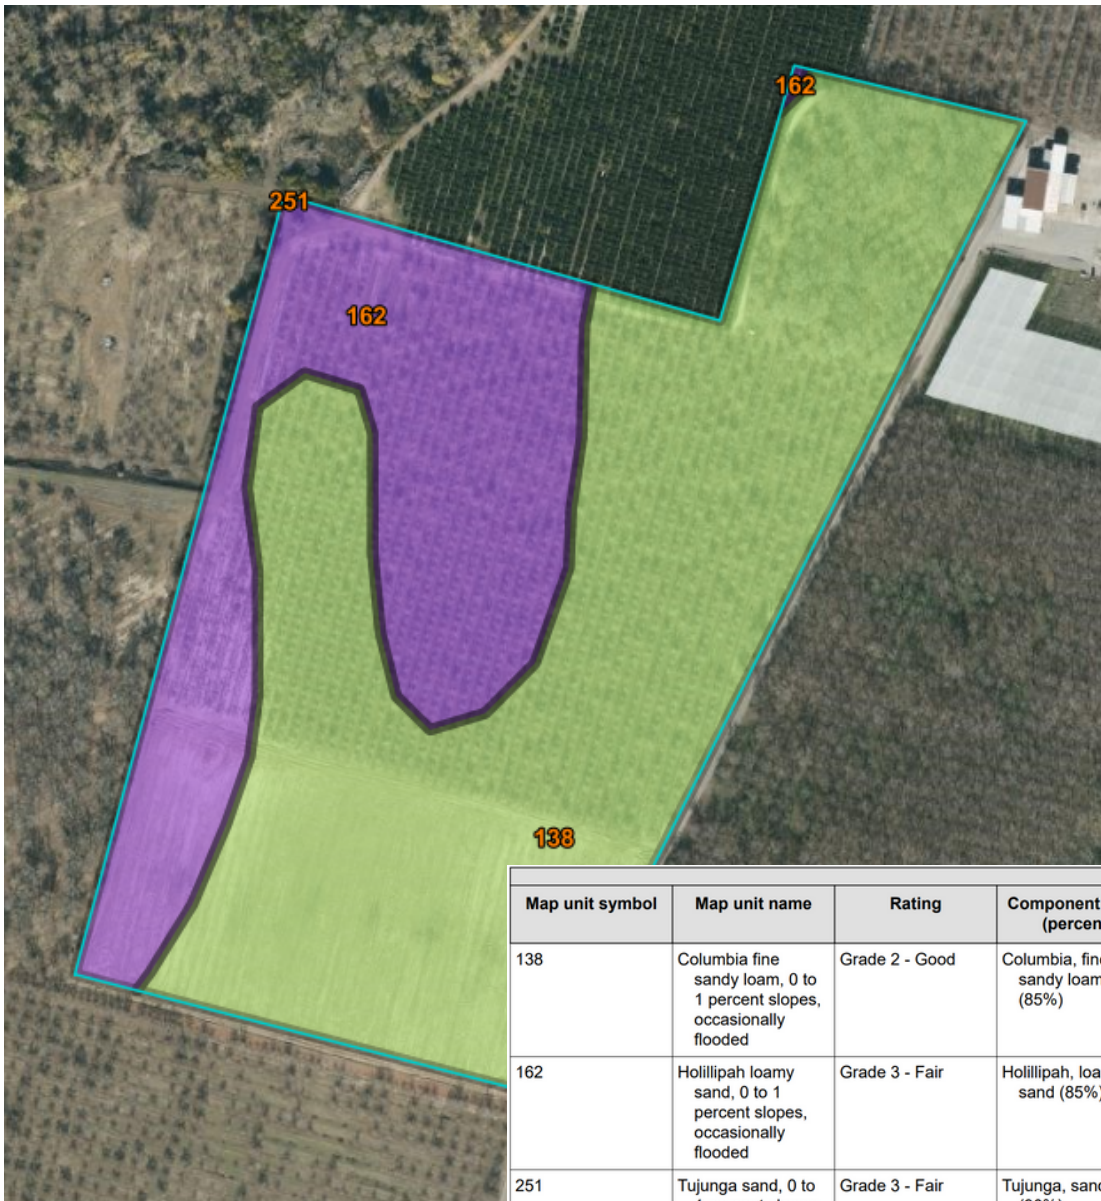 162
251
162
138
Map unit symbol Map unit name Rating Component
(percen
138 Columbia fine Grade 2 - Good Columbia, fine
sandy loam, 0 to sandy loam
1 percent slopes, (85%)
occasionally
flooded
162 Holillipah loamy Grade 3 - Fair Holillipah, loa
sand, 0 to 1 sand (85%)
percent slopes,
occasionally
flooded
251 Tujunga sand, 0 to Grade 3 - Fair Tujunga, sand